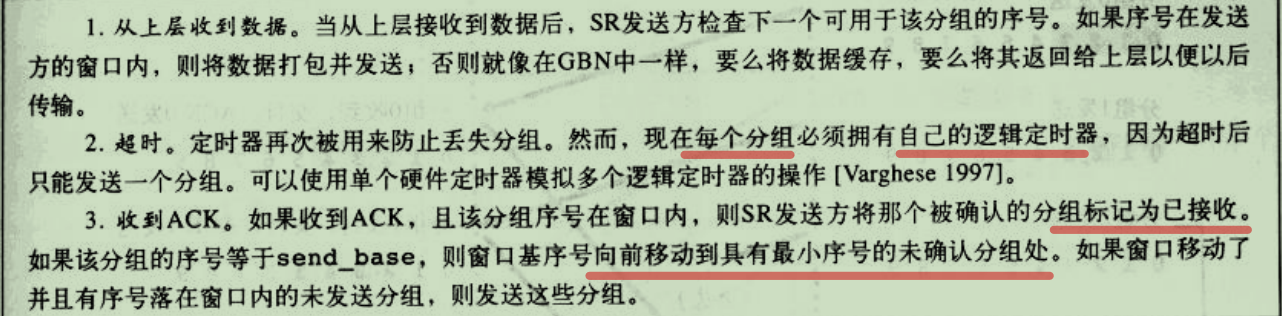 1. 从上层收到数据。当从上层接收到数据后，SR发送方检查下一个可用于该分组的序号。如果序号在发送
方的窗口内，则将数据打包并发送；否则就像在GBN中一样，要么将数据缓存，要么将其返回给上层以便以后
传输。
2. 超时。定时器再次被用来防止丢失分组。然而，现在每个分组必须拥有自己的逻辑定时器，因为超时后
只能发送一个分组。可以使用单个硬件定时器模拟多个逻辑定时器的操作 [Varghese 1997]。
3. 收到ACK。如果收到ACK，且该分组序号在窗口内，则SR发送方将那个被确认的分组标记为已接收。
如果该分组的序号等于send_base，则窗口基序号向前移动到具有最小序号的未确认分组处。如果窗口移动了
并且有序号落在窗口内的未发送分组，则发送这些分组。